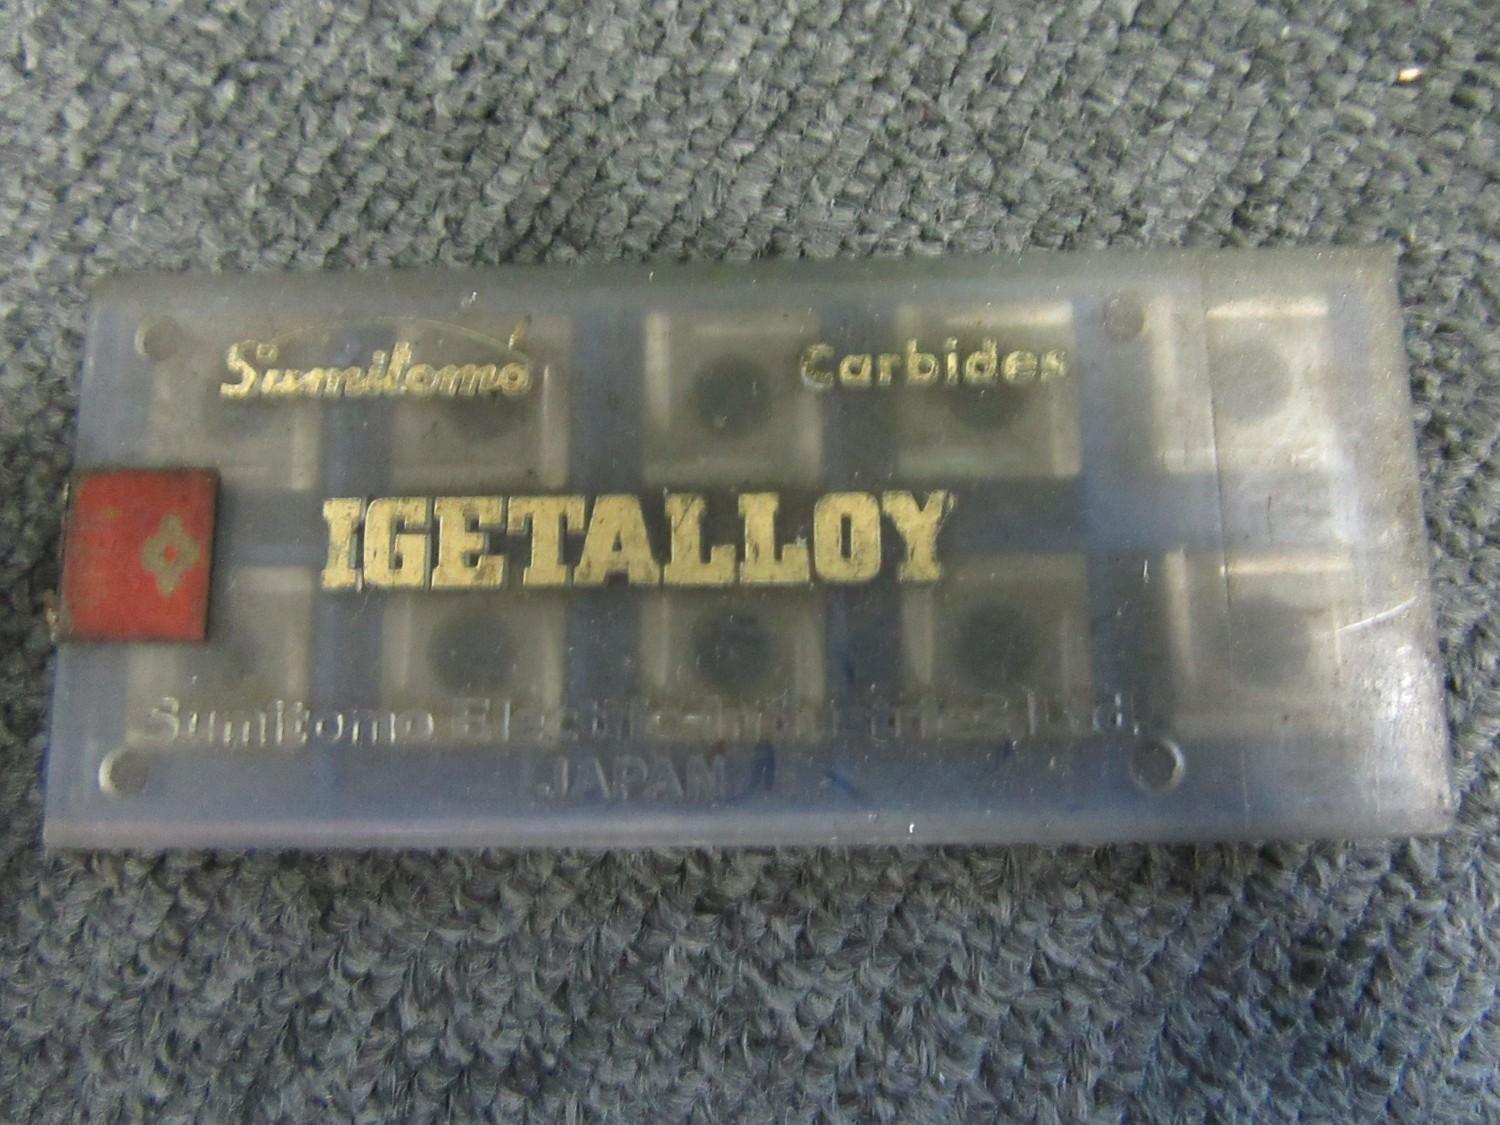 Sumitomo Carbides
IGETALLOY
Sumitomo Electric Industries, Ltd.
JAPAN